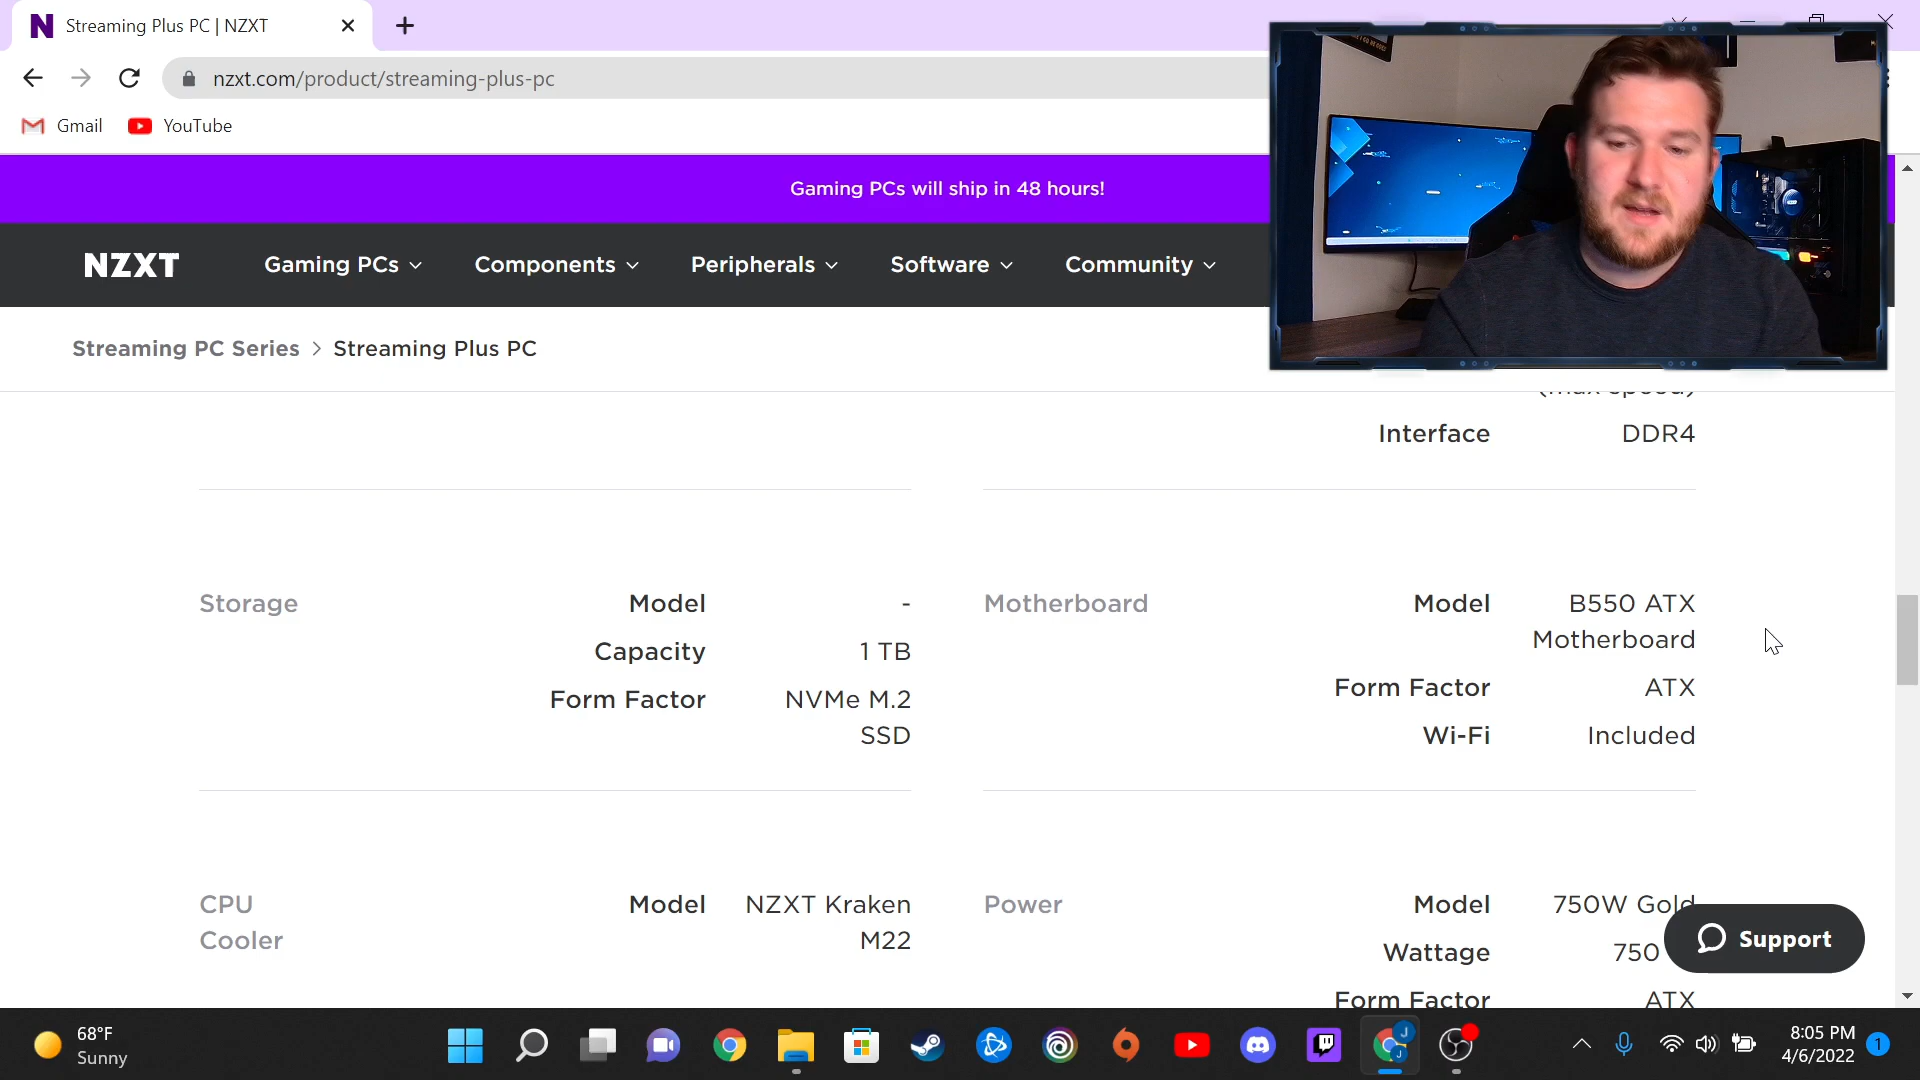 Streaming Plus PC | NZXT
nzxt.com/product/streaming-plus-pc
Gmail YouTube
Gaming PCs will ship in 48 hours!
NZXT Gaming PCs Components Peripherals Software Community
Streaming PC Series > Streaming Plus PC
(max speed)
Interface DDR4
Storage Model -
Capacity 1 TB
Form Factor NVMe M.2
SSD
Motherboard Model B550 ATX
Motherboard
Form Factor ATX
Wi-Fi Included
CPU
Cooler
Model NZXT Kraken
M22
Power Model 750W Gold
Wattage 750
Form Factor ATX
Support
68°F
Sunny
J
J
8:05 PM
4/6/2022
1